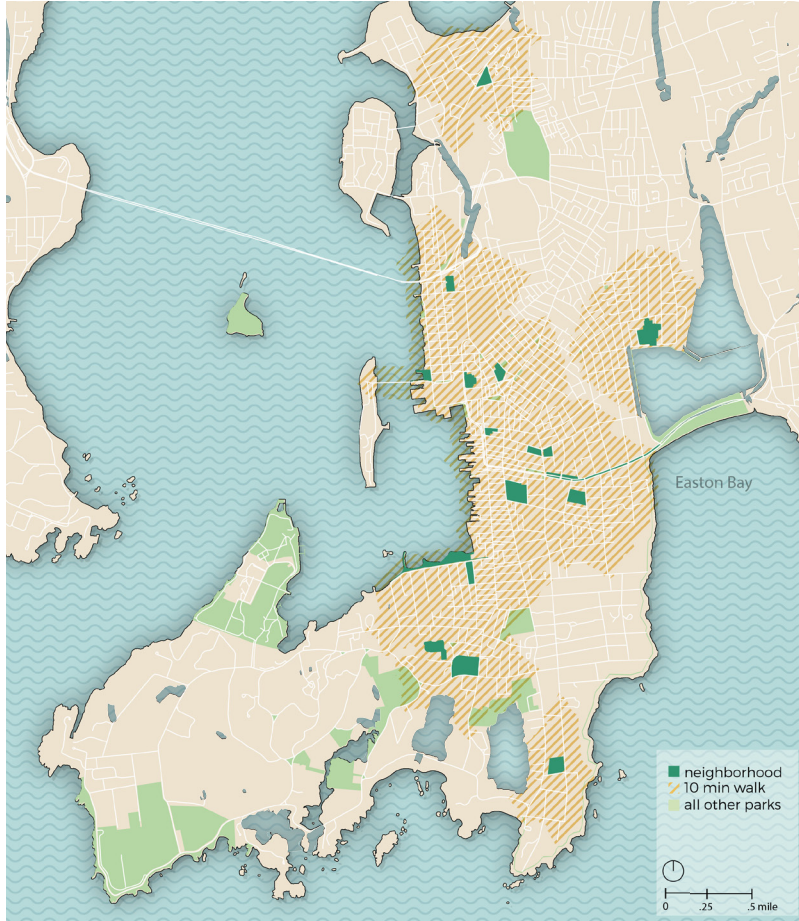 Easton Bay
neighborhood
10 min walk
all other parks
0 .25 .5 mile